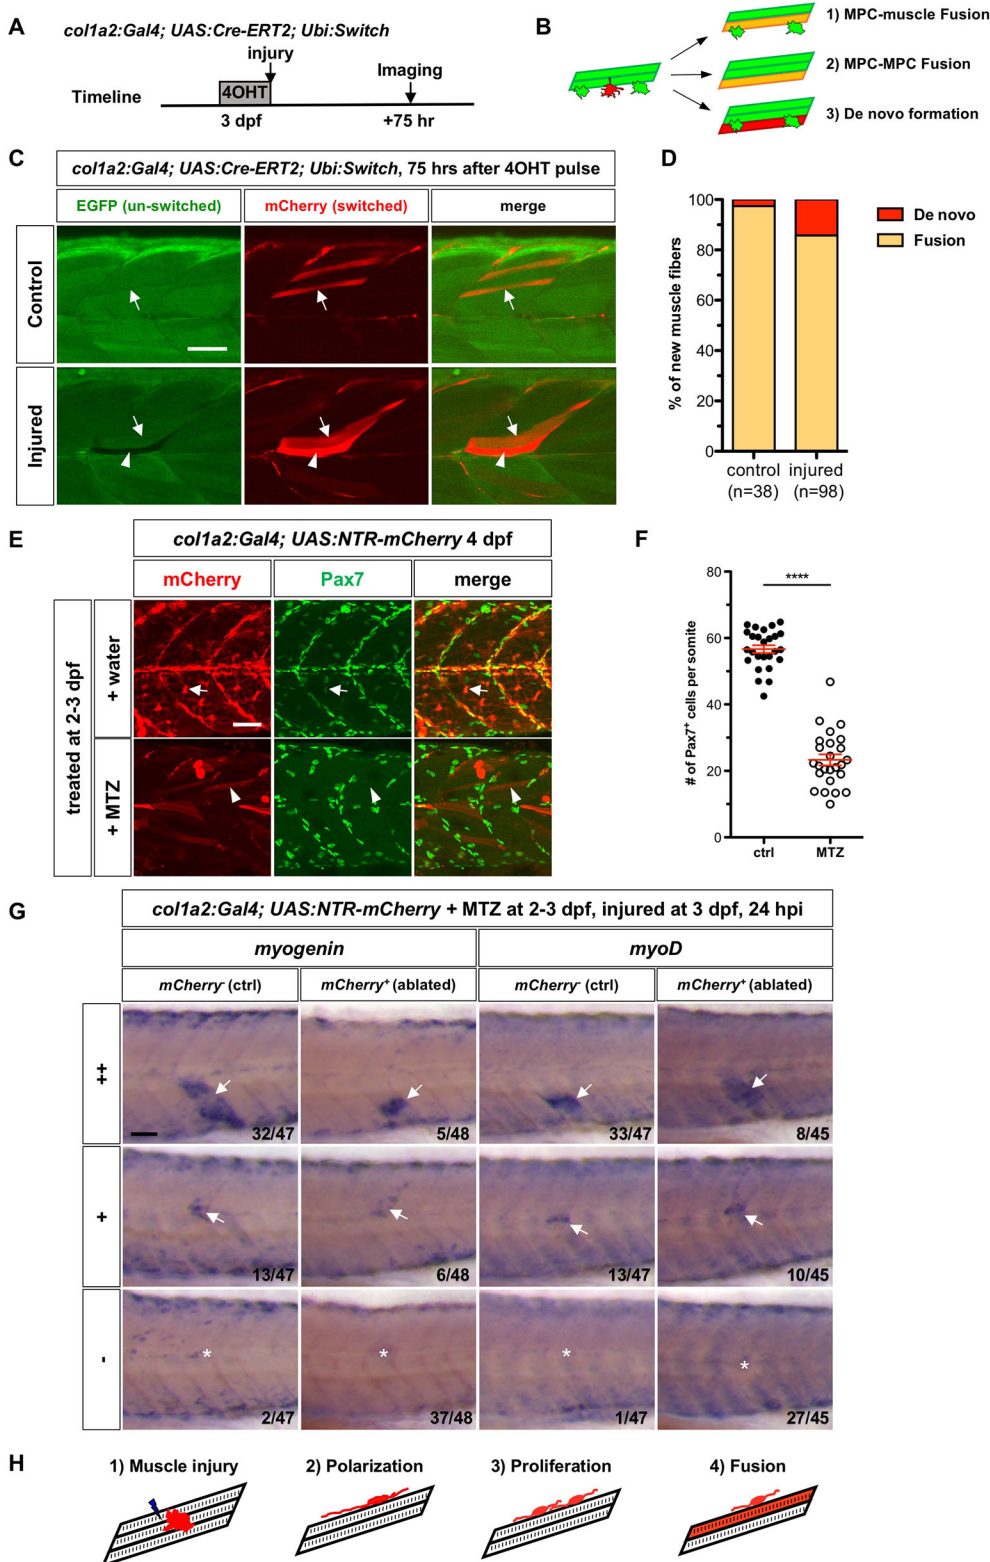 A
col1a2:Gal4; UAS:Cre-ERT2; Ubi:Switch
injury
Imaging
Timeline
4OHT
3 dpf
+75 hr
B
1) MPC-muscle Fusion
2) MPC-MPC Fusion
3) De novo formation
C
col1a2:Gal4; UAS:Cre-ERT2; Ubi:Switch, 75 hrs after 4OHT pulse
EGFP (un-switched)
mCherry (switched)
merge
Control
Injured
D
% of new muscle fibers
100
80
60
40
20
0
control
(n=38)
injured
(n=98)
De novo
Fusion
E
col1a2:Gal4; UAS:NTR-mCherry 4 dpf
mCherry
Pax7
merge
treated at 2-3 dpf
+ water
+ MTZ
F
# of Pax7+ cells per somite
80
60
40
20
0
****
ctrl
MTZ
G
col1a2:Gal4; UAS:NTR-mCherry + MTZ at 2-3 dpf, injured at 3 dpf, 24 hpi
myogenin
myoD
mCherry- (ctrl)
mCherry+ (ablated)
mCherry- (ctrl)
mCherry+ (ablated)
++
32/47
5/48
33/47
8/45
+
13/47
6/48
13/47
10/45
-
*
*
*
*
2/47
37/48
1/47
27/45
H
1) Muscle injury
2) Polarization
3) Proliferation
4) Fusion